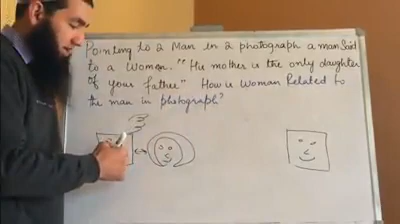 Pointing to a Man in a photograph a man said
to a women. "His mother is the only daughter
of your father" How is woman Related to
the man in photograph?